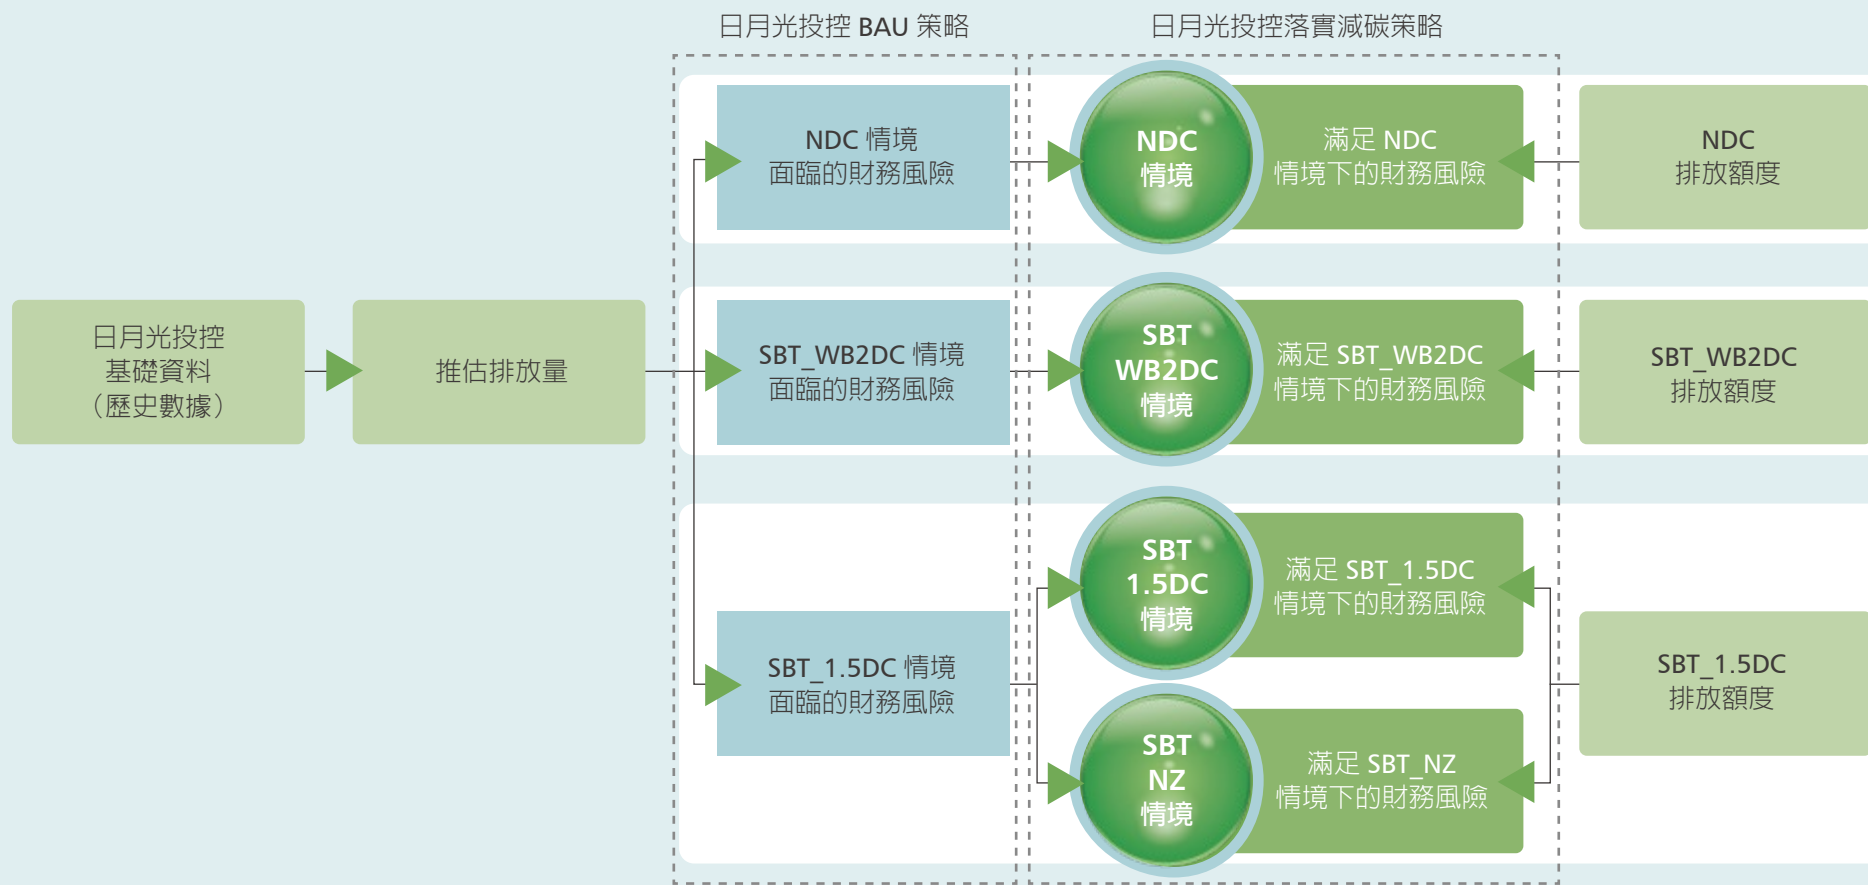 日月光投控 BAU 策略
日月光投控落實減碳策略
NDC 情境
面臨的財務風險
NDC
情境
滿足 NDC
情境下的財務風險
NDC
排放額度
日月光投控
基礎資料
（歷史數據）
推估排放量
SBT_WB2DC 情境
面臨的財務風險
SBT
WB2DC
情境
滿足 SBT_WB2DC
情境下的財務風險
SBT_WB2DC
排放額度
SBT_1.5DC 情境
面臨的財務風險
SBT
1.5DC
情境
滿足 SBT_1.5DC
情境下的財務風險
SBT
NZ
情境
滿足 SBT_NZ
情境下的財務風險
SBT_1.5DC
排放額度